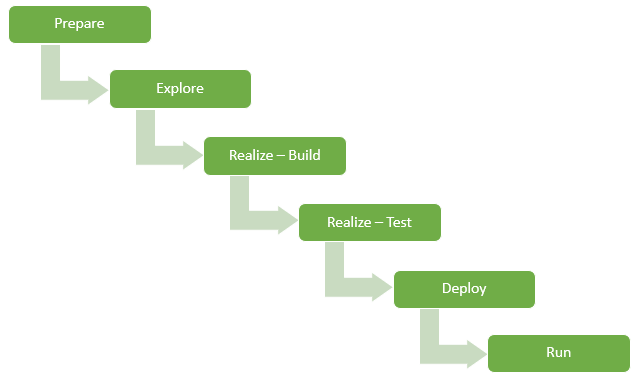 Prepare
Explore
Realize – Build
Realize – Test
Deploy
Run